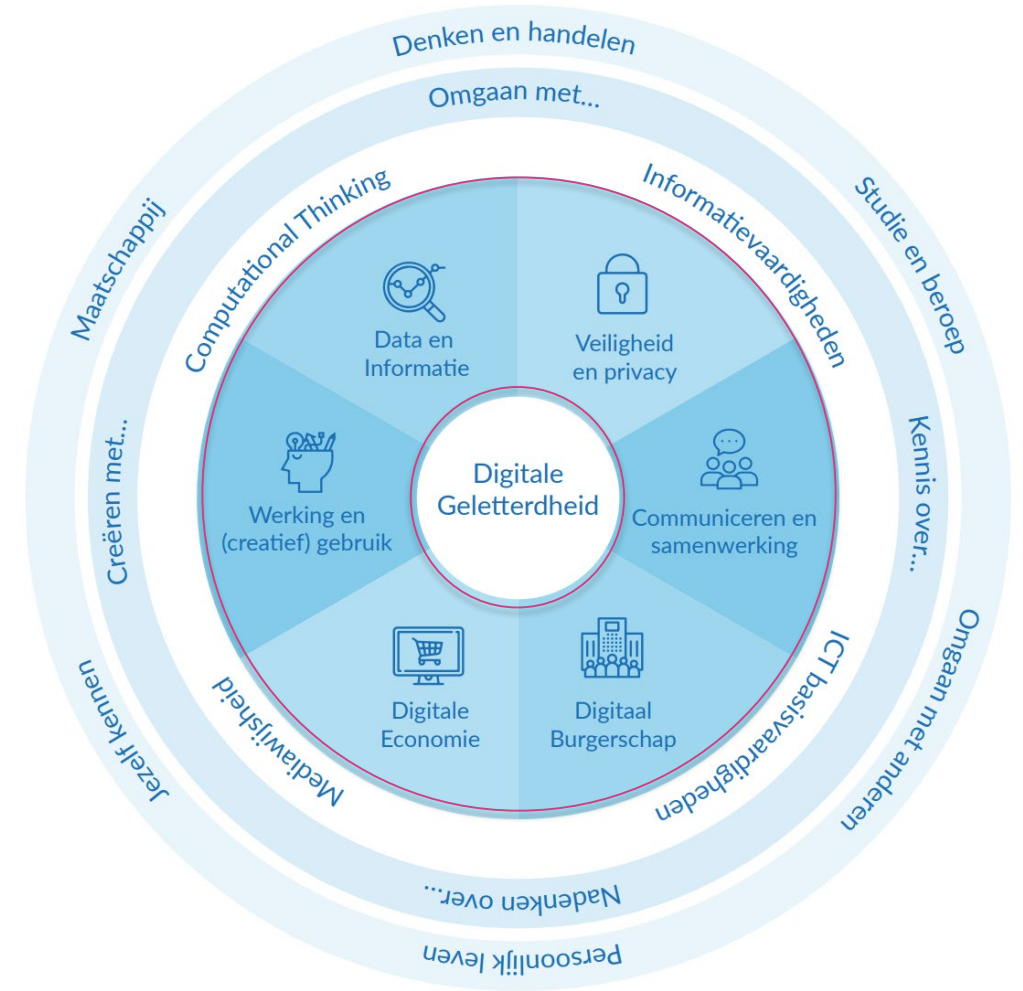 Denken en handelen
Omgaan met...
Maatschappij
Computational Thinking
Informatievaardigheden
Studie en beroep
Data en
Informatie
Veiligheid
en privacy
Creëren met...
Werking en
(creatief) gebruik
Digitale
Geletterdheid
Communiceren en
samenwerking
Kennis over...
Digitale
Economie
Digitaal
Burgerschap
Jezelf kennen
Mediawijsheid
ICT basisvaardigheden
Omgaan met anderen
Nadenken over...
Persoonlijk leven